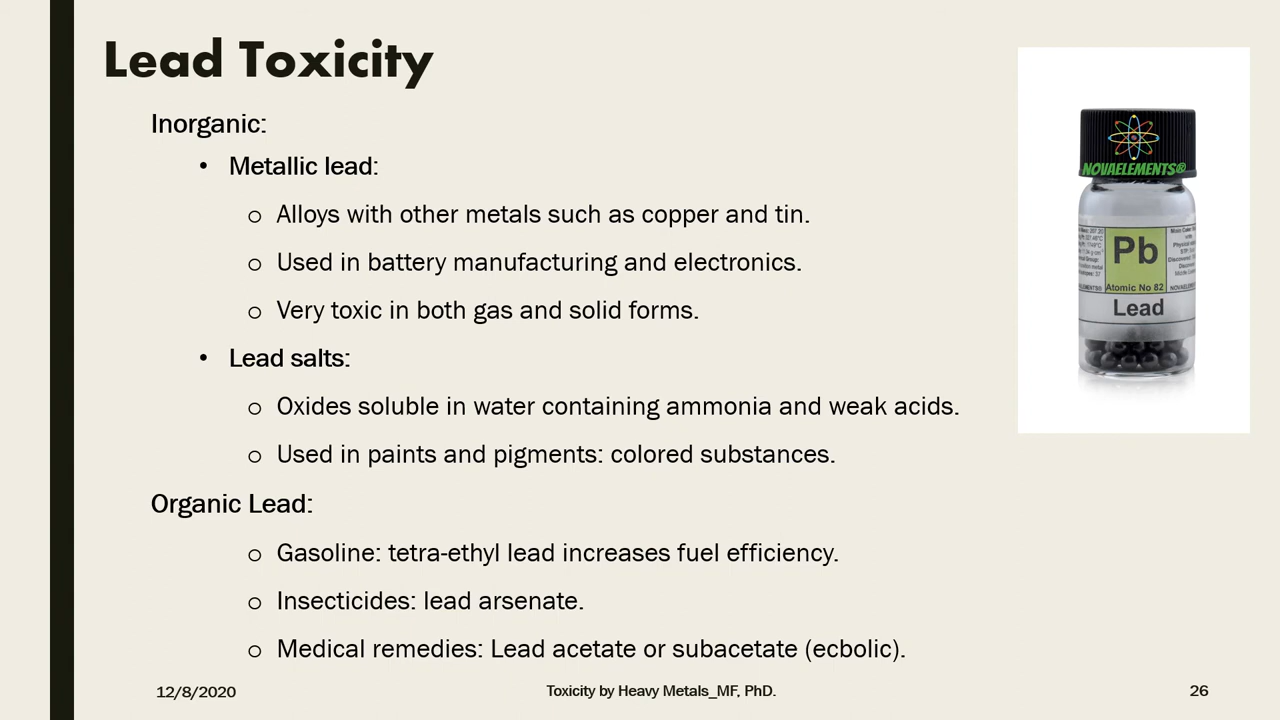 Lead Toxicity
Inorganic:
• Metallic lead:
o Alloys with other metals such as copper and tin.
o Used in battery manufacturing and electronics.
o Very toxic in both gas and solid forms.
• Lead salts:
o Oxides soluble in water containing ammonia and weak acids.
o Used in paints and pigments: colored substances.
Organic Lead:
o Gasoline: tetra-ethyl lead increases fuel efficiency.
o Insecticides: lead arsenate.
o Medical remedies: Lead acetate or subacetate (ecbolic).
NOVAELEMENTS®
Pb
Atomic No 82
Lead
12/8/2020
Toxicity by Heavy Metals_MF, PhD.
26